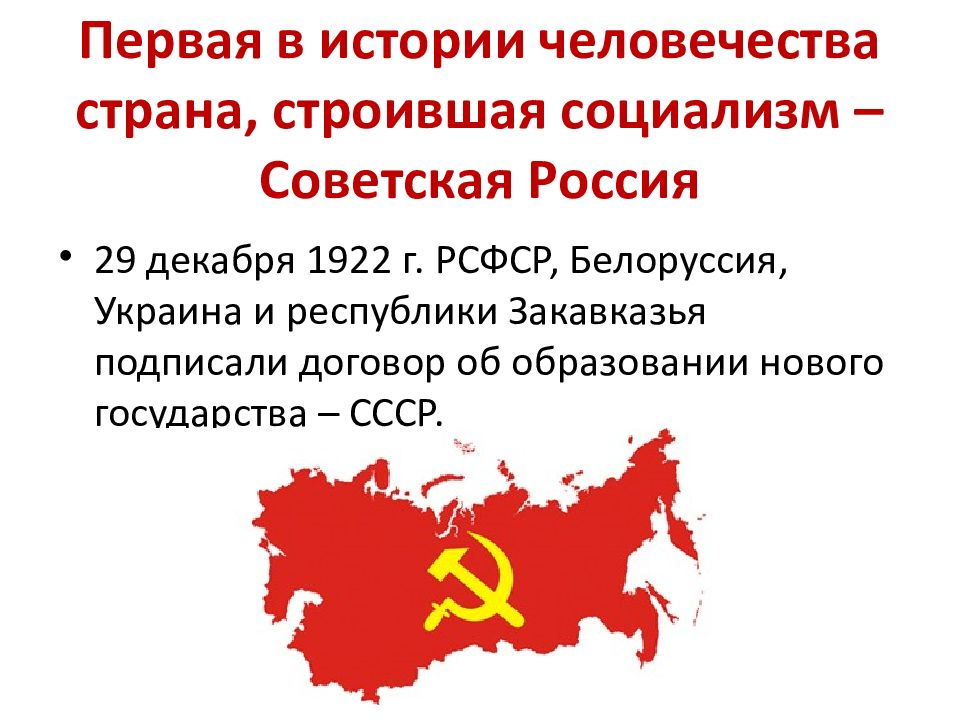 Первая в истории человечества
страна, строившая социализм –
Советская Россия
• 29 декабря 1922 г. РСФСР, Белоруссия,
Украина и республики Закавказья
подписали договор об образовании нового
государства – СССР.